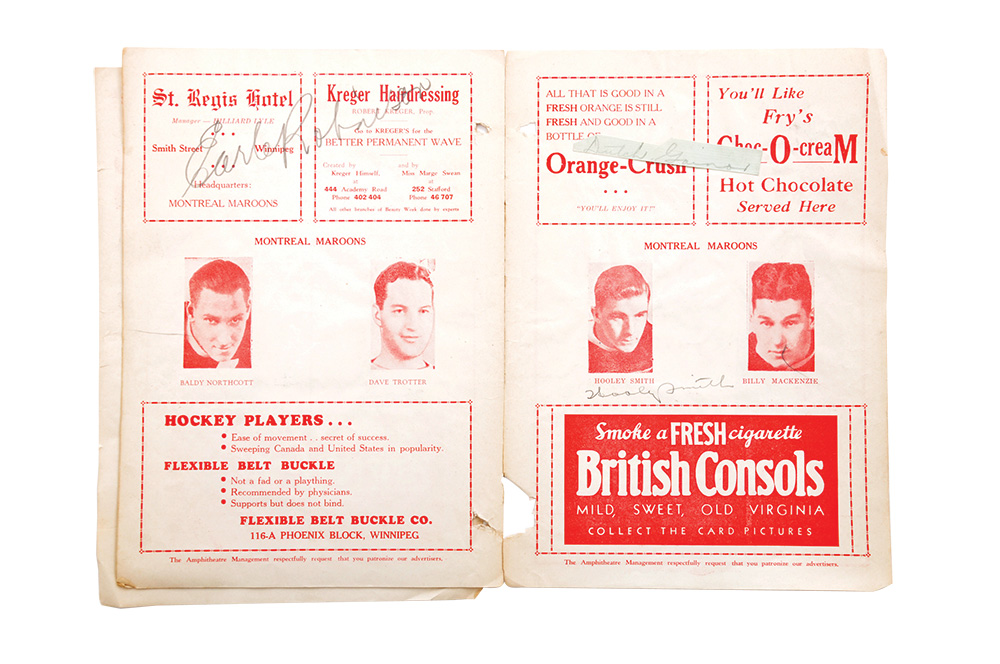 St. Regis Hotel
Manager — HILLIARD LYLE
Smith Street
Winnipeg
Headquarters:
MONTREAL MAROONS
Earl Robinson
Kreger Hairdressing
ROBERT KREGER, Prop.
Go to KREGER'S for the
BETTER PERMANENT WAVE
Created by
Kreger Himself,
at
444 Academy Road
Phone 402 404
and by
Miss Marge Swean
at
252 Stafford
Phone 46 707
All other branches of Beauty Work done by experts
MONTREAL MAROONS
BALDY NORTHCOTT
DAVE TROTTER
HOCKEY PLAYERS . . .
• Ease of movement . . secret of success.
• Sweeping Canada and United States in popularity.
FLEXIBLE BELT BUCKLE
• Not a fad or a plaything.
• Recommended by physicians.
• Supports but does not bind.
FLEXIBLE BELT BUCKLE CO.
116-A PHOENIX BLOCK, WINNIPEG
The Amphitheatre Management respectfully request that you patronize our advertisers.
ALL THAT IS GOOD IN A
FRESH ORANGE IS STILL
FRESH AND GOOD IN A
BOTTLE OF
Orange-Crush
"YOU'LL ENJOY IT!"
You'll Like
Fry's
Choc-O-creaM
Hot Chocolate
Served Here
MONTREAL MAROONS
HOOLEY SMITH
BILLY MACKENZIE
Hooley Smith
Smoke a FRESH cigarette
British Consols
MILD, SWEET, OLD VIRGINIA
COLLECT THE CARD PICTURES
The Amphitheatre Management respectfully request that you patronize our advertisers.